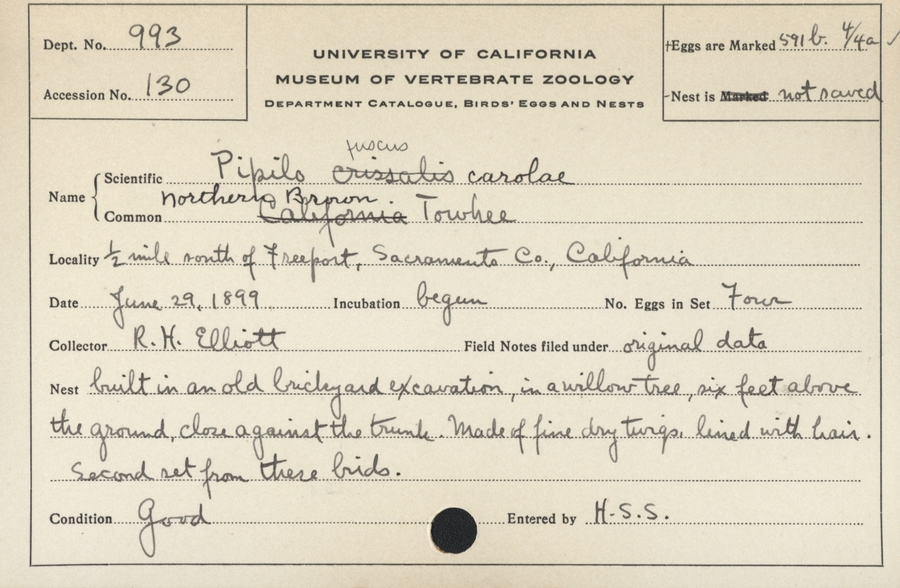 Dept. No. 993
Accession No. 130
UNIVERSITY OF CALIFORNIA
MUSEUM OF VERTEBRATE ZOOLOGY
DEPARTMENT CATALOGUE, BIRDS' EGGS AND NESTS
Eggs are Marked 591b. 4/4a ✓
Nest is Marked not saved
fuscus
Name Scientific Pipilo crissalis carolae
Northern Brown.
Common California Towhee
Locality ½ mile south of Freeport, Sacramento Co., California
Date June 29, 1899 Incubation begun No. Eggs in Set Four
Collector R. H. Elliott Field Notes filed under original data
Nest built in an old brickyard excavation, in a willow tree, six feet above
the ground, close against the trunk. Made of fine dry twigs, lined with hair.
Second set from these brids.
Condition Good Entered by H. S. S.